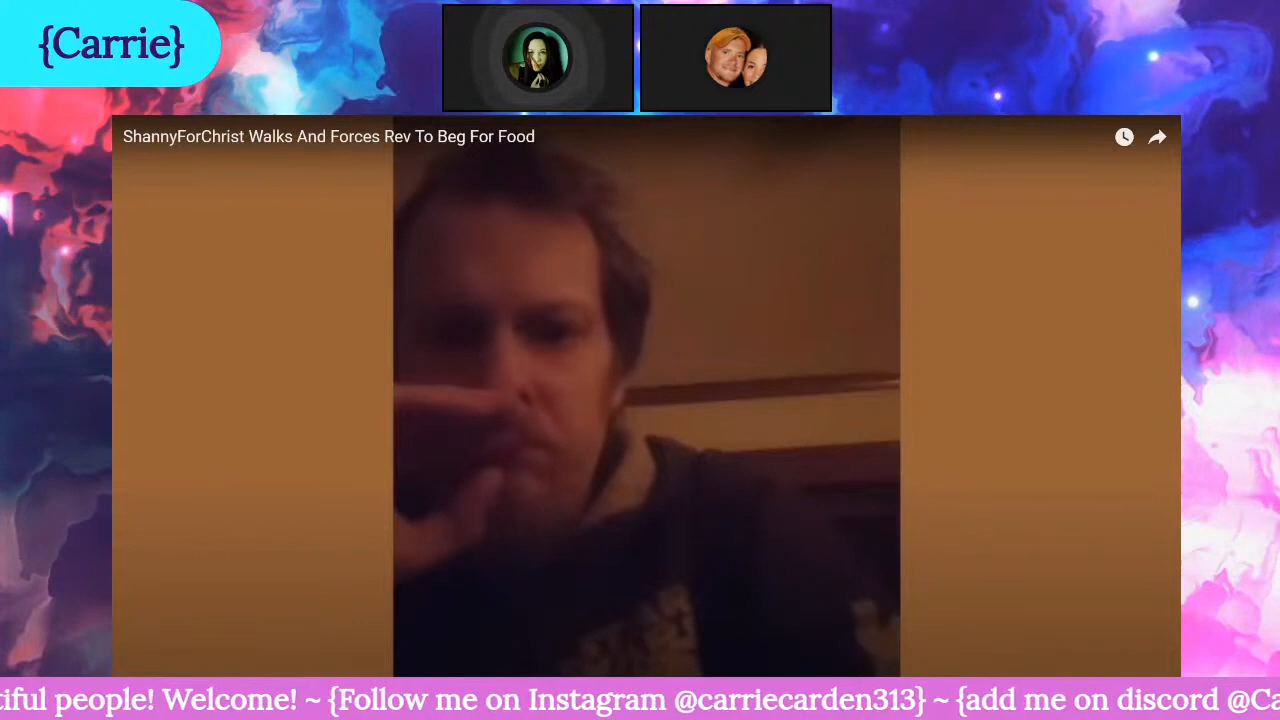 {Carrie}
ShannyForChrist Walks And Forces Rev To Beg For Food
tiful people! Welcome! ~ {Follow me on Instagram @carriecarden313} ~ {add me on discord @Ca